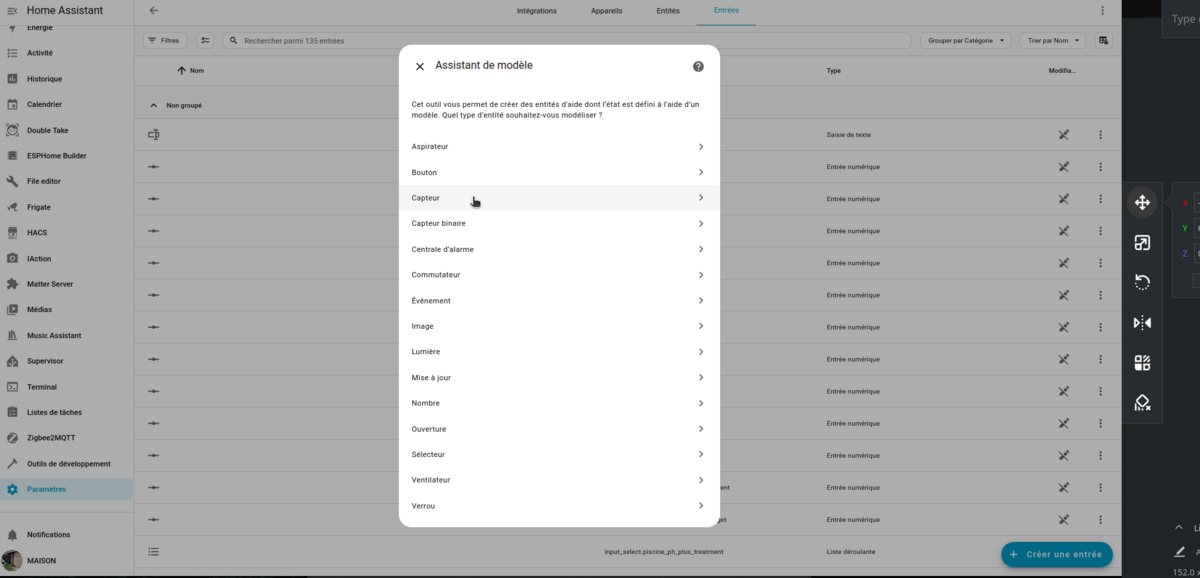 Home Assistant
Énergie
Activité
Historique
Calendrier
Double Take
ESPHome Builder
File editor
Frigate
HACS
IAction
Matter Server
Médias
Music Assistant
Supervisor
Terminal
Listes de tâches
Zigbee2MQTT
Outils de développement
Paramètres
Notifications
MAISON
Intégrations Appareils Entités Entrées
Filtres
Rechercher parmi 135 entrées
Grouper par Catégorie
Trier par Nom
Nom
Type
Modifia...
Non groupé
Assistant de modèle
Cet outil vous permet de créer des entités d'aide dont l'état est défini à l'aide d'un
modèle. Quel type d'entité souhaitez-vous modéliser ?
Aspirateur
Bouton
Capteur
Capteur binaire
Centrale d'alarme
Commutateur
Événement
Image
Lumière
Mise à jour
Nombre
Ouverture
Sélecteur
Ventilateur
Verrou
Saisie de texte
Entrée numérique
Entrée numérique
Entrée numérique
Entrée numérique
Entrée numérique
Entrée numérique
Entrée numérique
Entrée numérique
Entrée numérique
Entrée numérique
Entrée numérique
Entrée numérique
input_select.piscine_ph_plus_treatment
Liste déroulante
Créer une entrée
Type
X
Y
Z
152.0